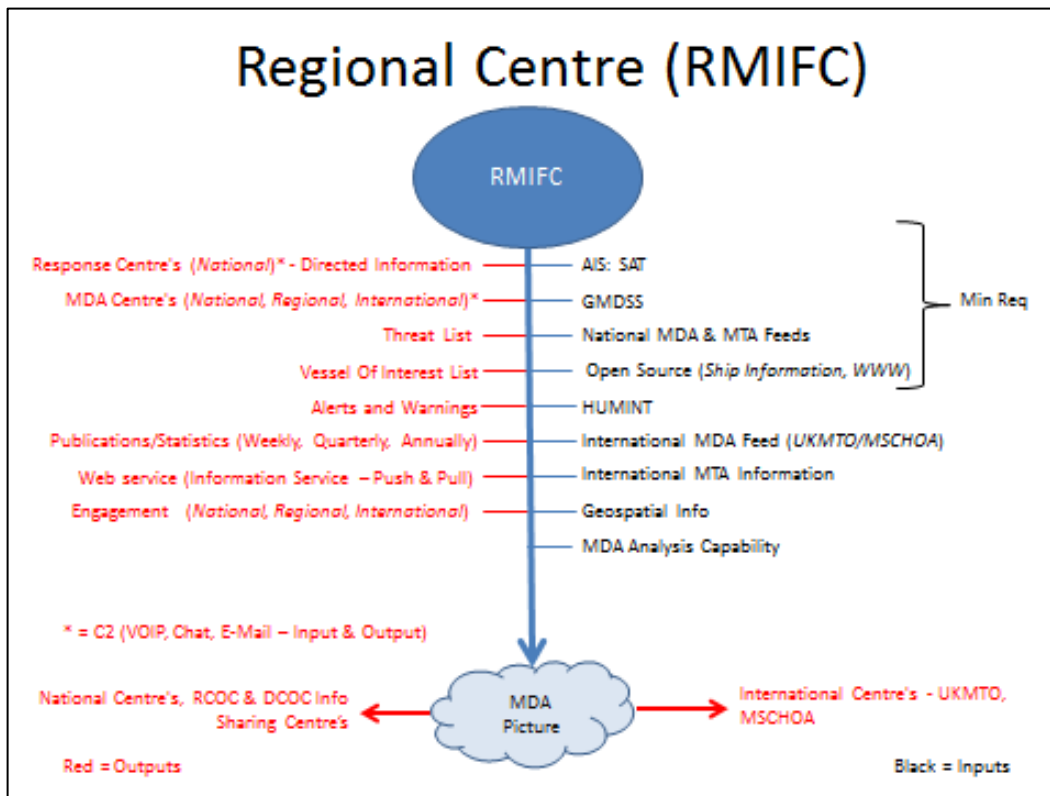 Regional Centre (RMIFC)
RMIFC
Response Centre's (National)* - Directed Information
AIS: SAT
MDA Centre's (National, Regional, International)*
GMDSS
Min Req
Threat List
National MDA & MTA Feeds
Vessel Of Interest List
Open Source (Ship Information, WWW)
Alerts and Warnings
HUMINT
Publications/Statistics (Weekly, Quarterly, Annually)
International MDA Feed (UKMTO/MSCHOA)
Web service (Information Service – Push & Pull)
International MTA Information
Engagement (National, Regional, International)
Geospatial Info
MDA Analysis Capability
* = C2 (VOIP, Chat, E-Mail – Input & Output)
National Centre's, RCOC & DCOC Info
Sharing Centre's
MDA
Picture
International Centre's - UKMTO,
MSCHOA
Red = Outputs
Black = Inputs